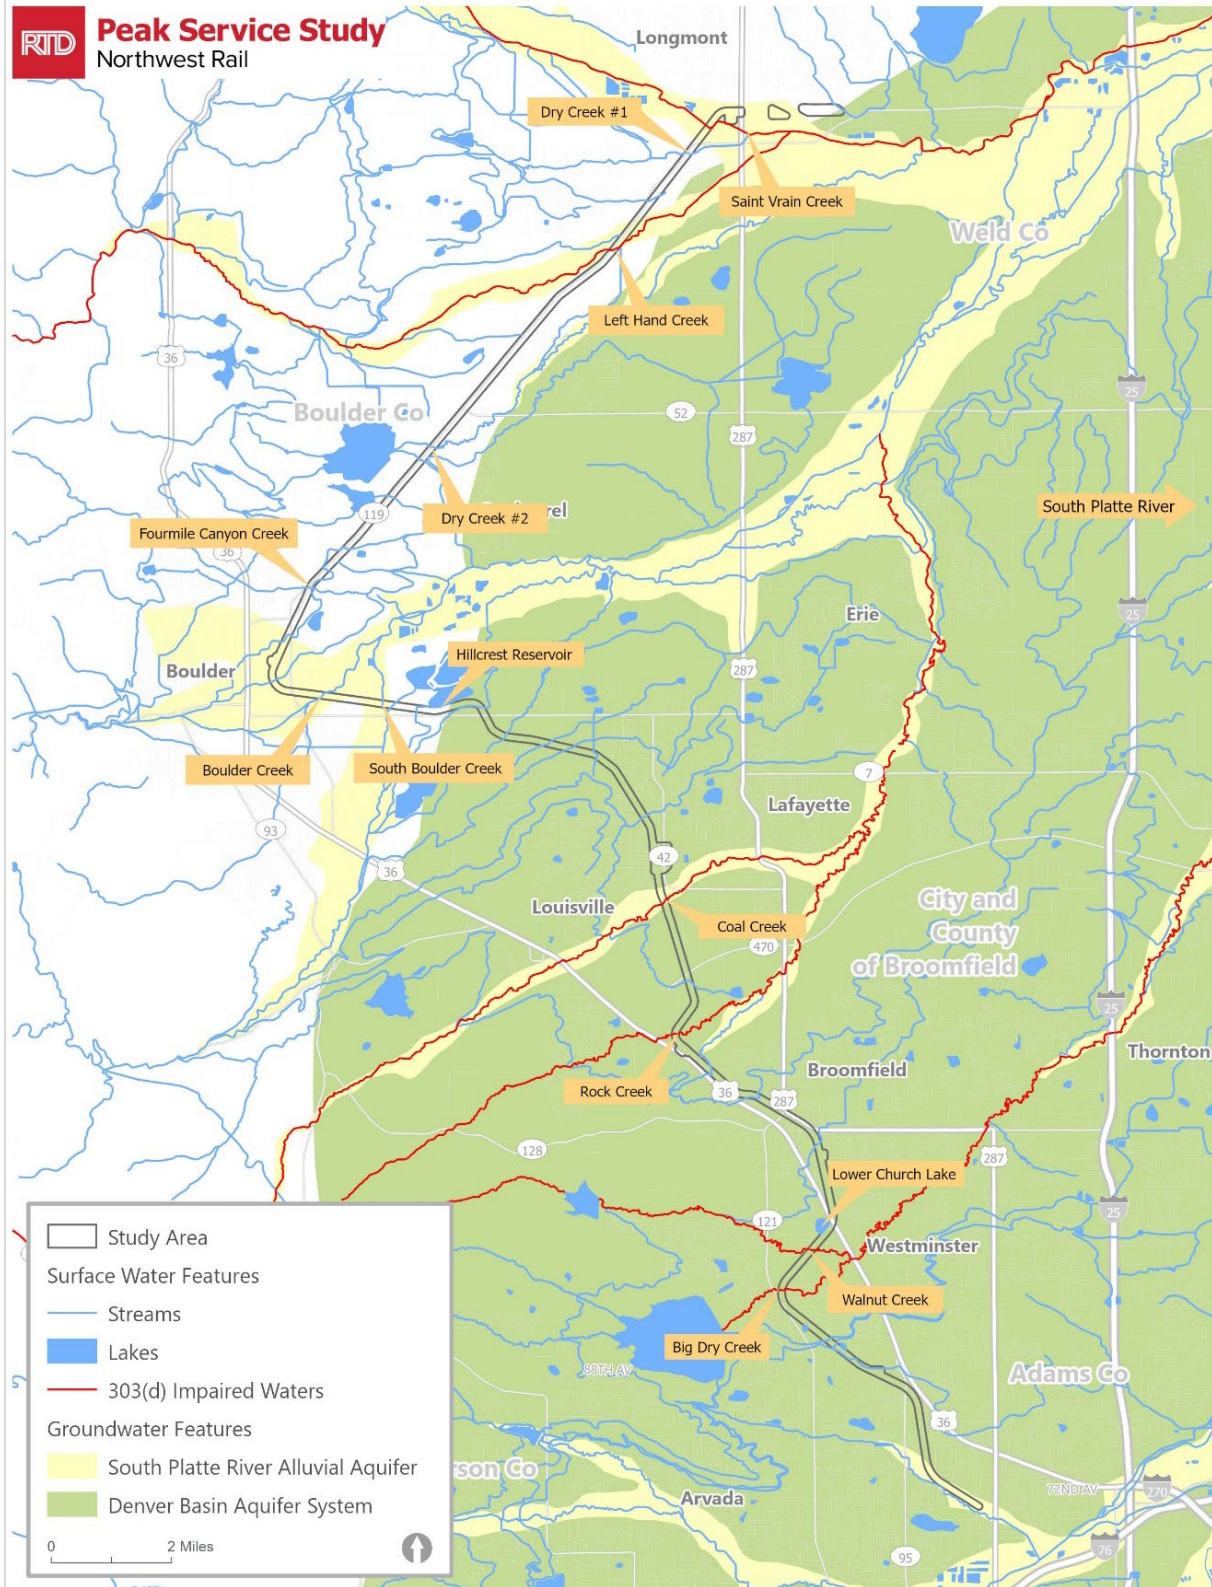 RTD
Peak Service Study
Northwest Rail
Longmont
Dry Creek #1
Saint Vrain Creek
Weld Co
Left Hand Creek
36
25
Boulder Co
52
287
119
Dry Creek #2
rel
South Platte River
Fourmile Canyon Creek
36
25
Erie
Boulder
Hillcrest Reservoir
287
Boulder Creek
South Boulder Creek
7
Lafayette
93
42
36
Louisville
City and
County
of Broomfield
Coal Creek
470
25
Thornton
Broomfield
Rock Creek
36
287
128
287
Lower Church Lake
121
25
Westminster
Walnut Creek
Big Dry Creek
88TH AV
Adams Co
36
rson Co
Arvada
72ND AV
270
76
95
Study Area
Surface Water Features
Streams
Lakes
303(d) Impaired Waters
Groundwater Features
South Platte River Alluvial Aquifer
Denver Basin Aquifer System
0
2 Miles